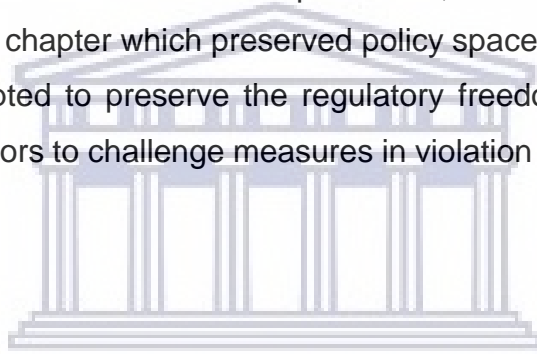 chapter which preserved policy space
oted to preserve the regulatory freedo
ors to challenge measures in violation